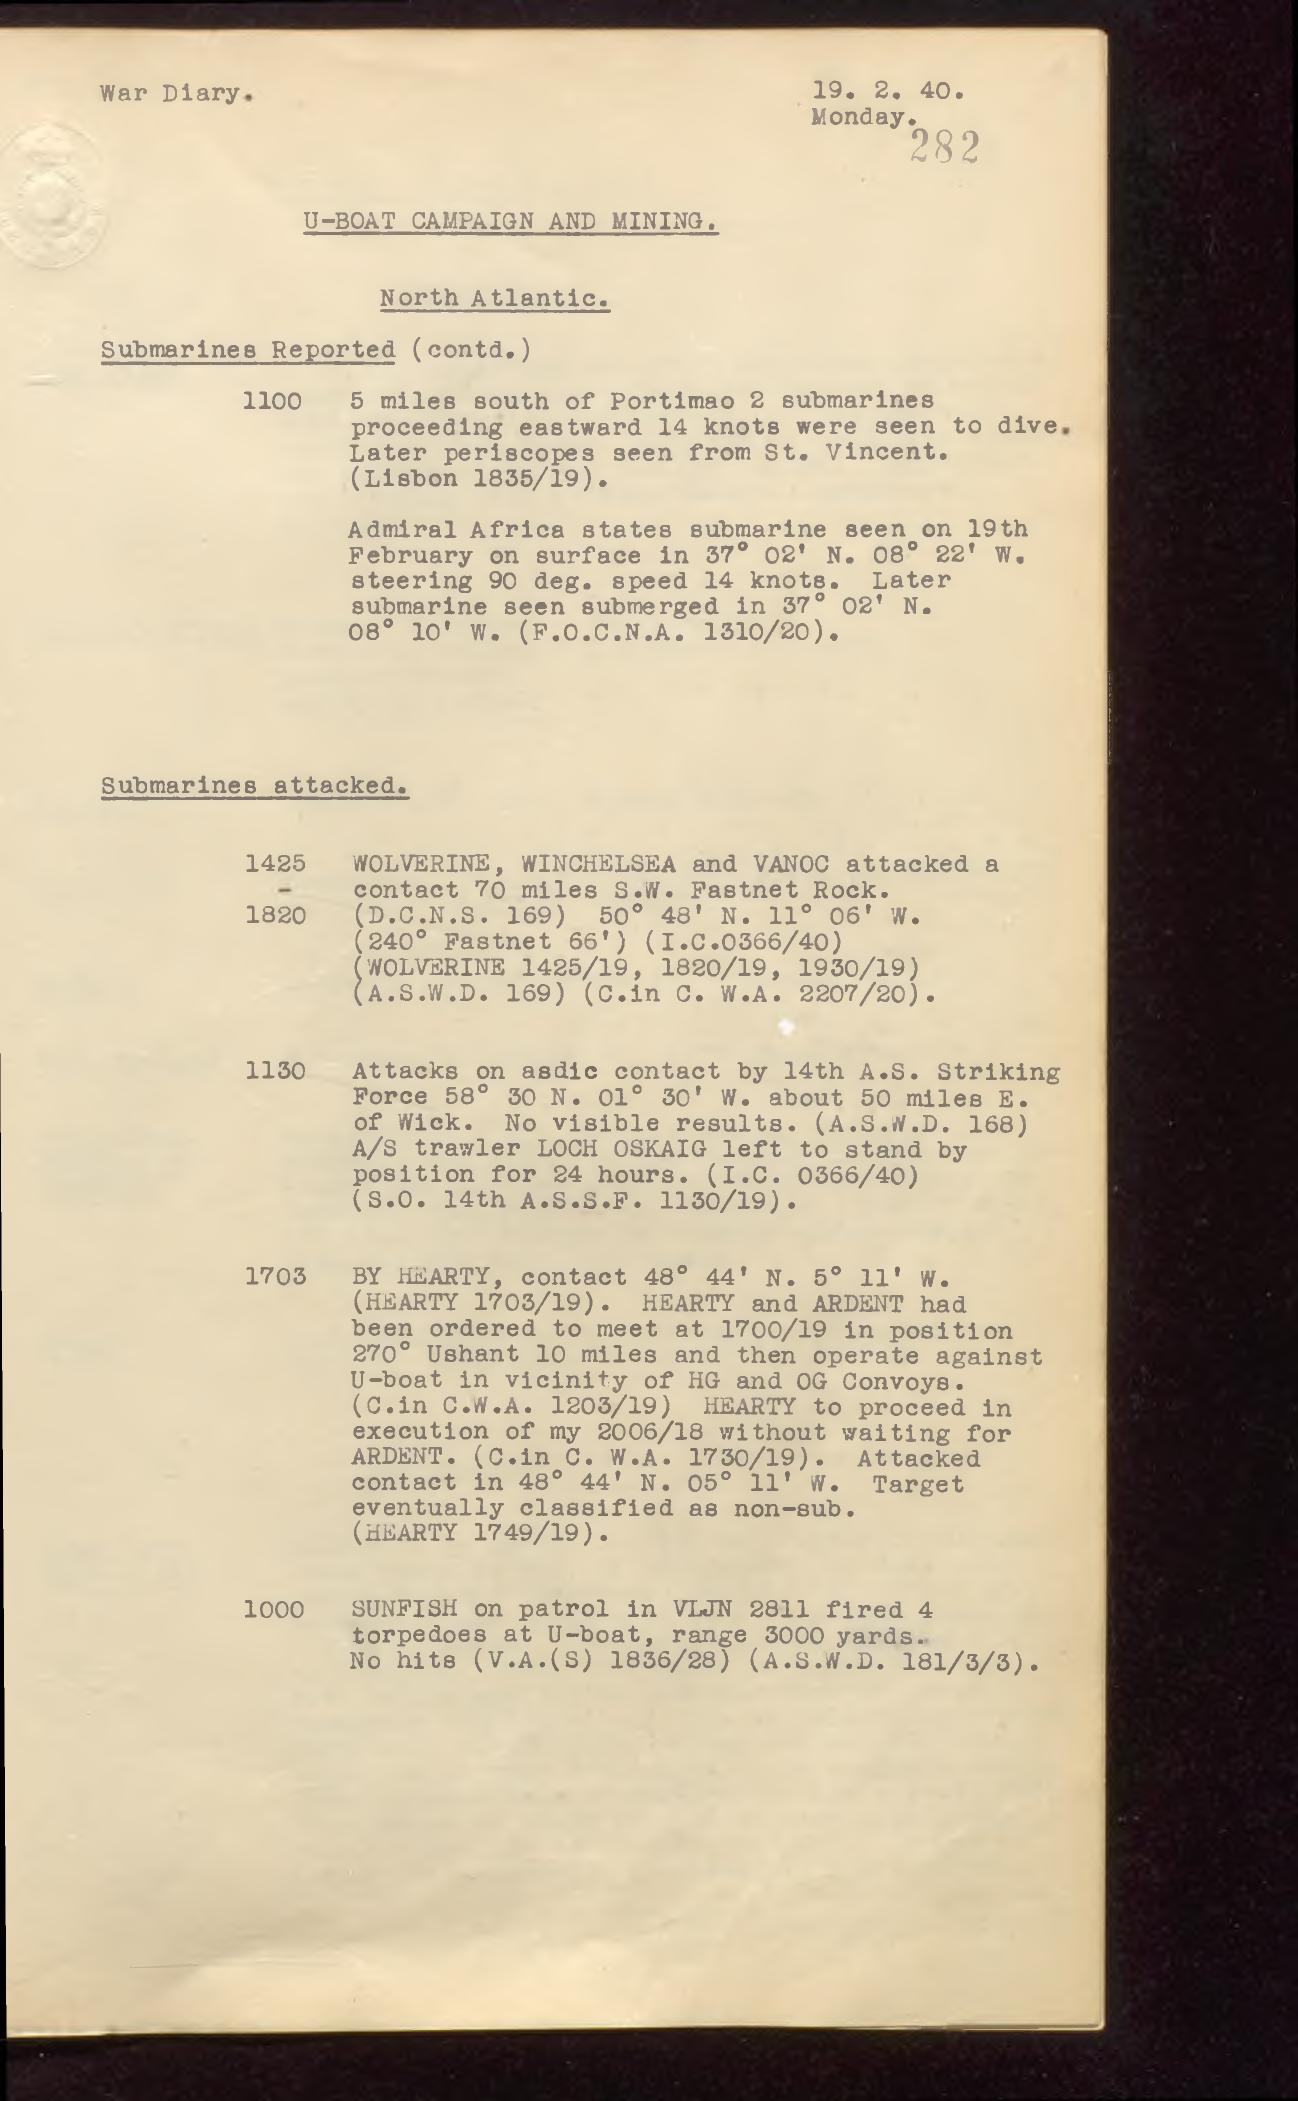 War Diary.
19. 2. 40.
Monday.
282
U-BOAT CAMPAIGN AND MINING.
North Atlantic.
Submarines Reported (contd.)
1100 5 miles south of Portimao 2 submarines
proceeding eastward 14 knots were seen to dive.
Later periscopes seen from St. Vincent.
(Lisbon 1835/19).
Admiral Africa states submarine seen on 19th
February on surface in 37° 02' N. 08° 22' W.
steering 90 deg. speed 14 knots. Later
submarine seen submerged in 37° 02' N.
08° 10' W. (F.O.C.N.A. 1310/20).
Submarines attacked.
1425 WOLVERINE, WINCHELSEA and VANOC attacked a
- contact 70 miles S.W. Fastnet Rock.
1820 (D.C.N.S. 169) 50° 48' N. 11° 06' W.
(240° Fastnet 66') (I.C.0366/40)
(WOLVERINE 1425/19, 1820/19, 1930/19)
(A.S.W.D. 169) (C.in C. W.A. 2207/20).
1130 Attacks on asdic contact by 14th A.S. Striking
Force 58° 30 N. 01° 30' W. about 50 miles E.
of Wick. No visible results. (A.S.W.D. 168)
A/S trawler LOCH OSKAIG left to stand by
position for 24 hours. (I.C. 0366/40)
(S.O. 14th A.S.S.F. 1130/19).
1703 BY HEARTY, contact 48° 44' N. 5° 11' W.
(HEARTY 1703/19). HEARTY and ARDENT had
been ordered to meet at 1700/19 in position
270° Ushant 10 miles and then operate against
U-boat in vicinity of HG and OG Convoys.
(C.in C.W.A. 1203/19) HEARTY to proceed in
execution of my 2006/18 without waiting for
ARDENT. (C.in C. W.A. 1730/19). Attacked
contact in 48° 44' N. 05° 11' W. Target
eventually classified as non-sub.
(HEARTY 1749/19).
1000 SUNFISH on patrol in VLJN 2811 fired 4
torpedoes at U-boat, range 3000 yards.
No hits (V.A.(S) 1836/28) (A.S.W.D. 181/3/3).